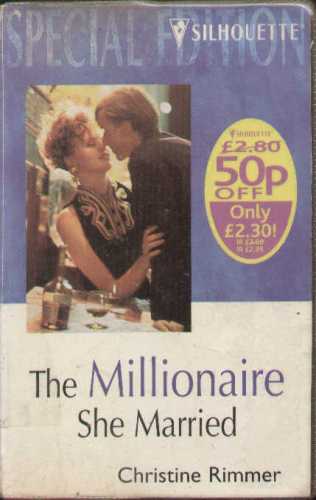 SPECIAL EDITION
SILHOUETTE®
SILHOUETTE®
£2.80
50p
OFF
Only
£2.30!
The Millionaire
She Married
Christine Rimmer